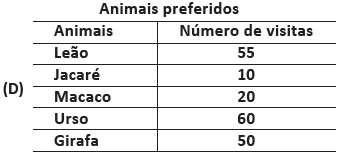 Animais preferidos
Animais Número de visitas
Leão 55
Jacaré 10
(D) Macaco 20
Urso 60
Girafa 50